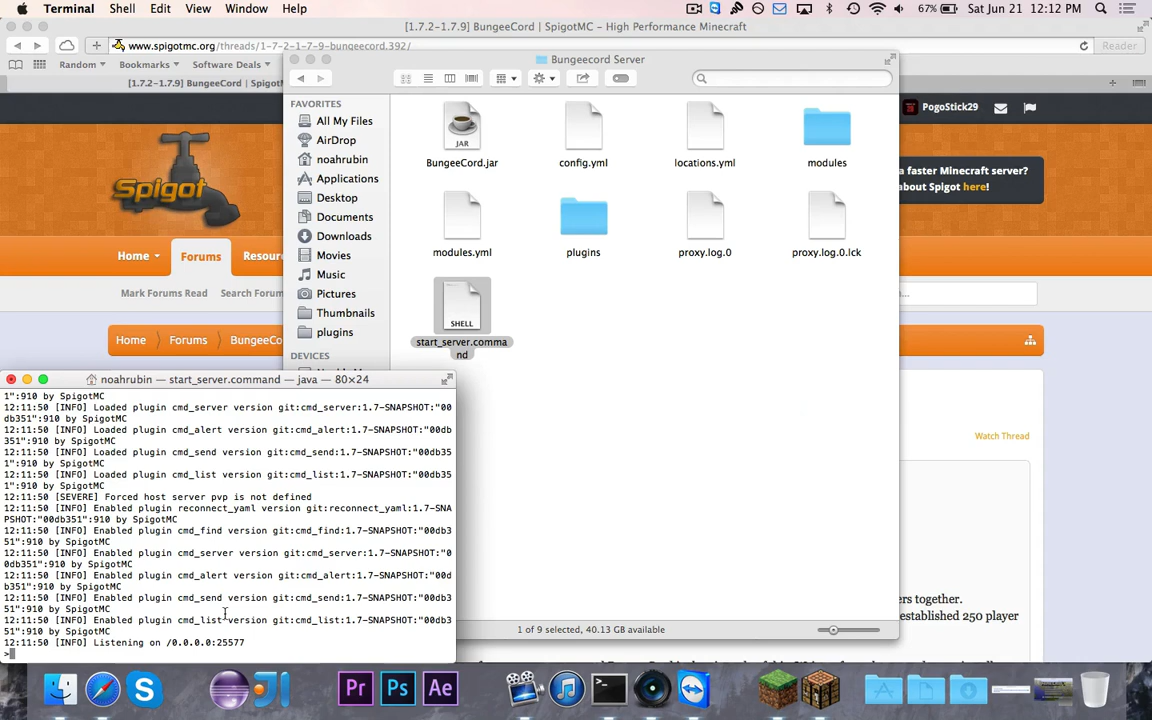 Terminal Shell Edit View Window Help 67% Sat Jun 21 12:12 PM
[1.7.2-1.7.9] BungeeCord | SpigotMC - High Performance Minecraft
www.spigotmc.org/threads/1-7-2-1-7-9-bungeecord.392/
Reader
Random Bookmarks Software Deals
[1.7.2-1.7.9] BungeeCord | SpigotM
Bungeecord Server
FAVORITES
All My Files
AirDrop
noahrubin
Applications
Desktop
Documents
Downloads
Movies
Music
Pictures
Thumbnails
plugins
DEVICES
JAR
BungeeCord.jar
config.yml
locations.yml
modules
modules.yml
plugins
proxy.log.0
proxy.log.0.lck
SHELL
start_server.comma
nd
1 of 9 selected, 40.13 GB available
PogoStick29
a faster Minecraft server?
about Spigot here!
Spigot
Home Forums Resour
Mark Forums Read Search Forum
Home Forums BungeeCo
Watch Thread
ers together.
established 250 player
noahrubin — start_server.command — java — 80×24
1":910 by SpigotMC
12:11:50 [INFO] Loaded plugin cmd_server version git:cmd_server:1.7-SNAPSHOT:"00
db351":910 by SpigotMC
12:11:50 [INFO] Loaded plugin cmd_alert version git:cmd_alert:1.7-SNAPSHOT:"00db
351":910 by SpigotMC
12:11:50 [INFO] Loaded plugin cmd_send version git:cmd_send:1.7-SNAPSHOT:"00db35
1":910 by SpigotMC
12:11:50 [INFO] Loaded plugin cmd_list version git:cmd_list:1.7-SNAPSHOT:"00db35
1":910 by SpigotMC
12:11:50 [SEVERE] Forced host server pvp is not defined
12:11:50 [INFO] Enabled plugin reconnect_yaml version git:reconnect_yaml:1.7-SNA
PSHOT:"00db351":910 by SpigotMC
12:11:50 [INFO] Enabled plugin cmd_find version git:cmd_find:1.7-SNAPSHOT:"00db3
51":910 by SpigotMC
12:11:50 [INFO] Enabled plugin cmd_server version git:cmd_server:1.7-SNAPSHOT:"0
0db351":910 by SpigotMC
12:11:50 [INFO] Enabled plugin cmd_alert version git:cmd_alert:1.7-SNAPSHOT:"00d
b351":910 by SpigotMC
12:11:50 [INFO] Enabled plugin cmd_send version git:cmd_send:1.7-SNAPSHOT:"00db3
51":910 by SpigotMC
12:11:50 [INFO] Enabled plugin cmd_list version git:cmd_list:1.7-SNAPSHOT:"00db3
51":910 by SpigotMC
12:11:50 [INFO] Listening on /0.0.0.0:25577
>
Pr Ps Ae